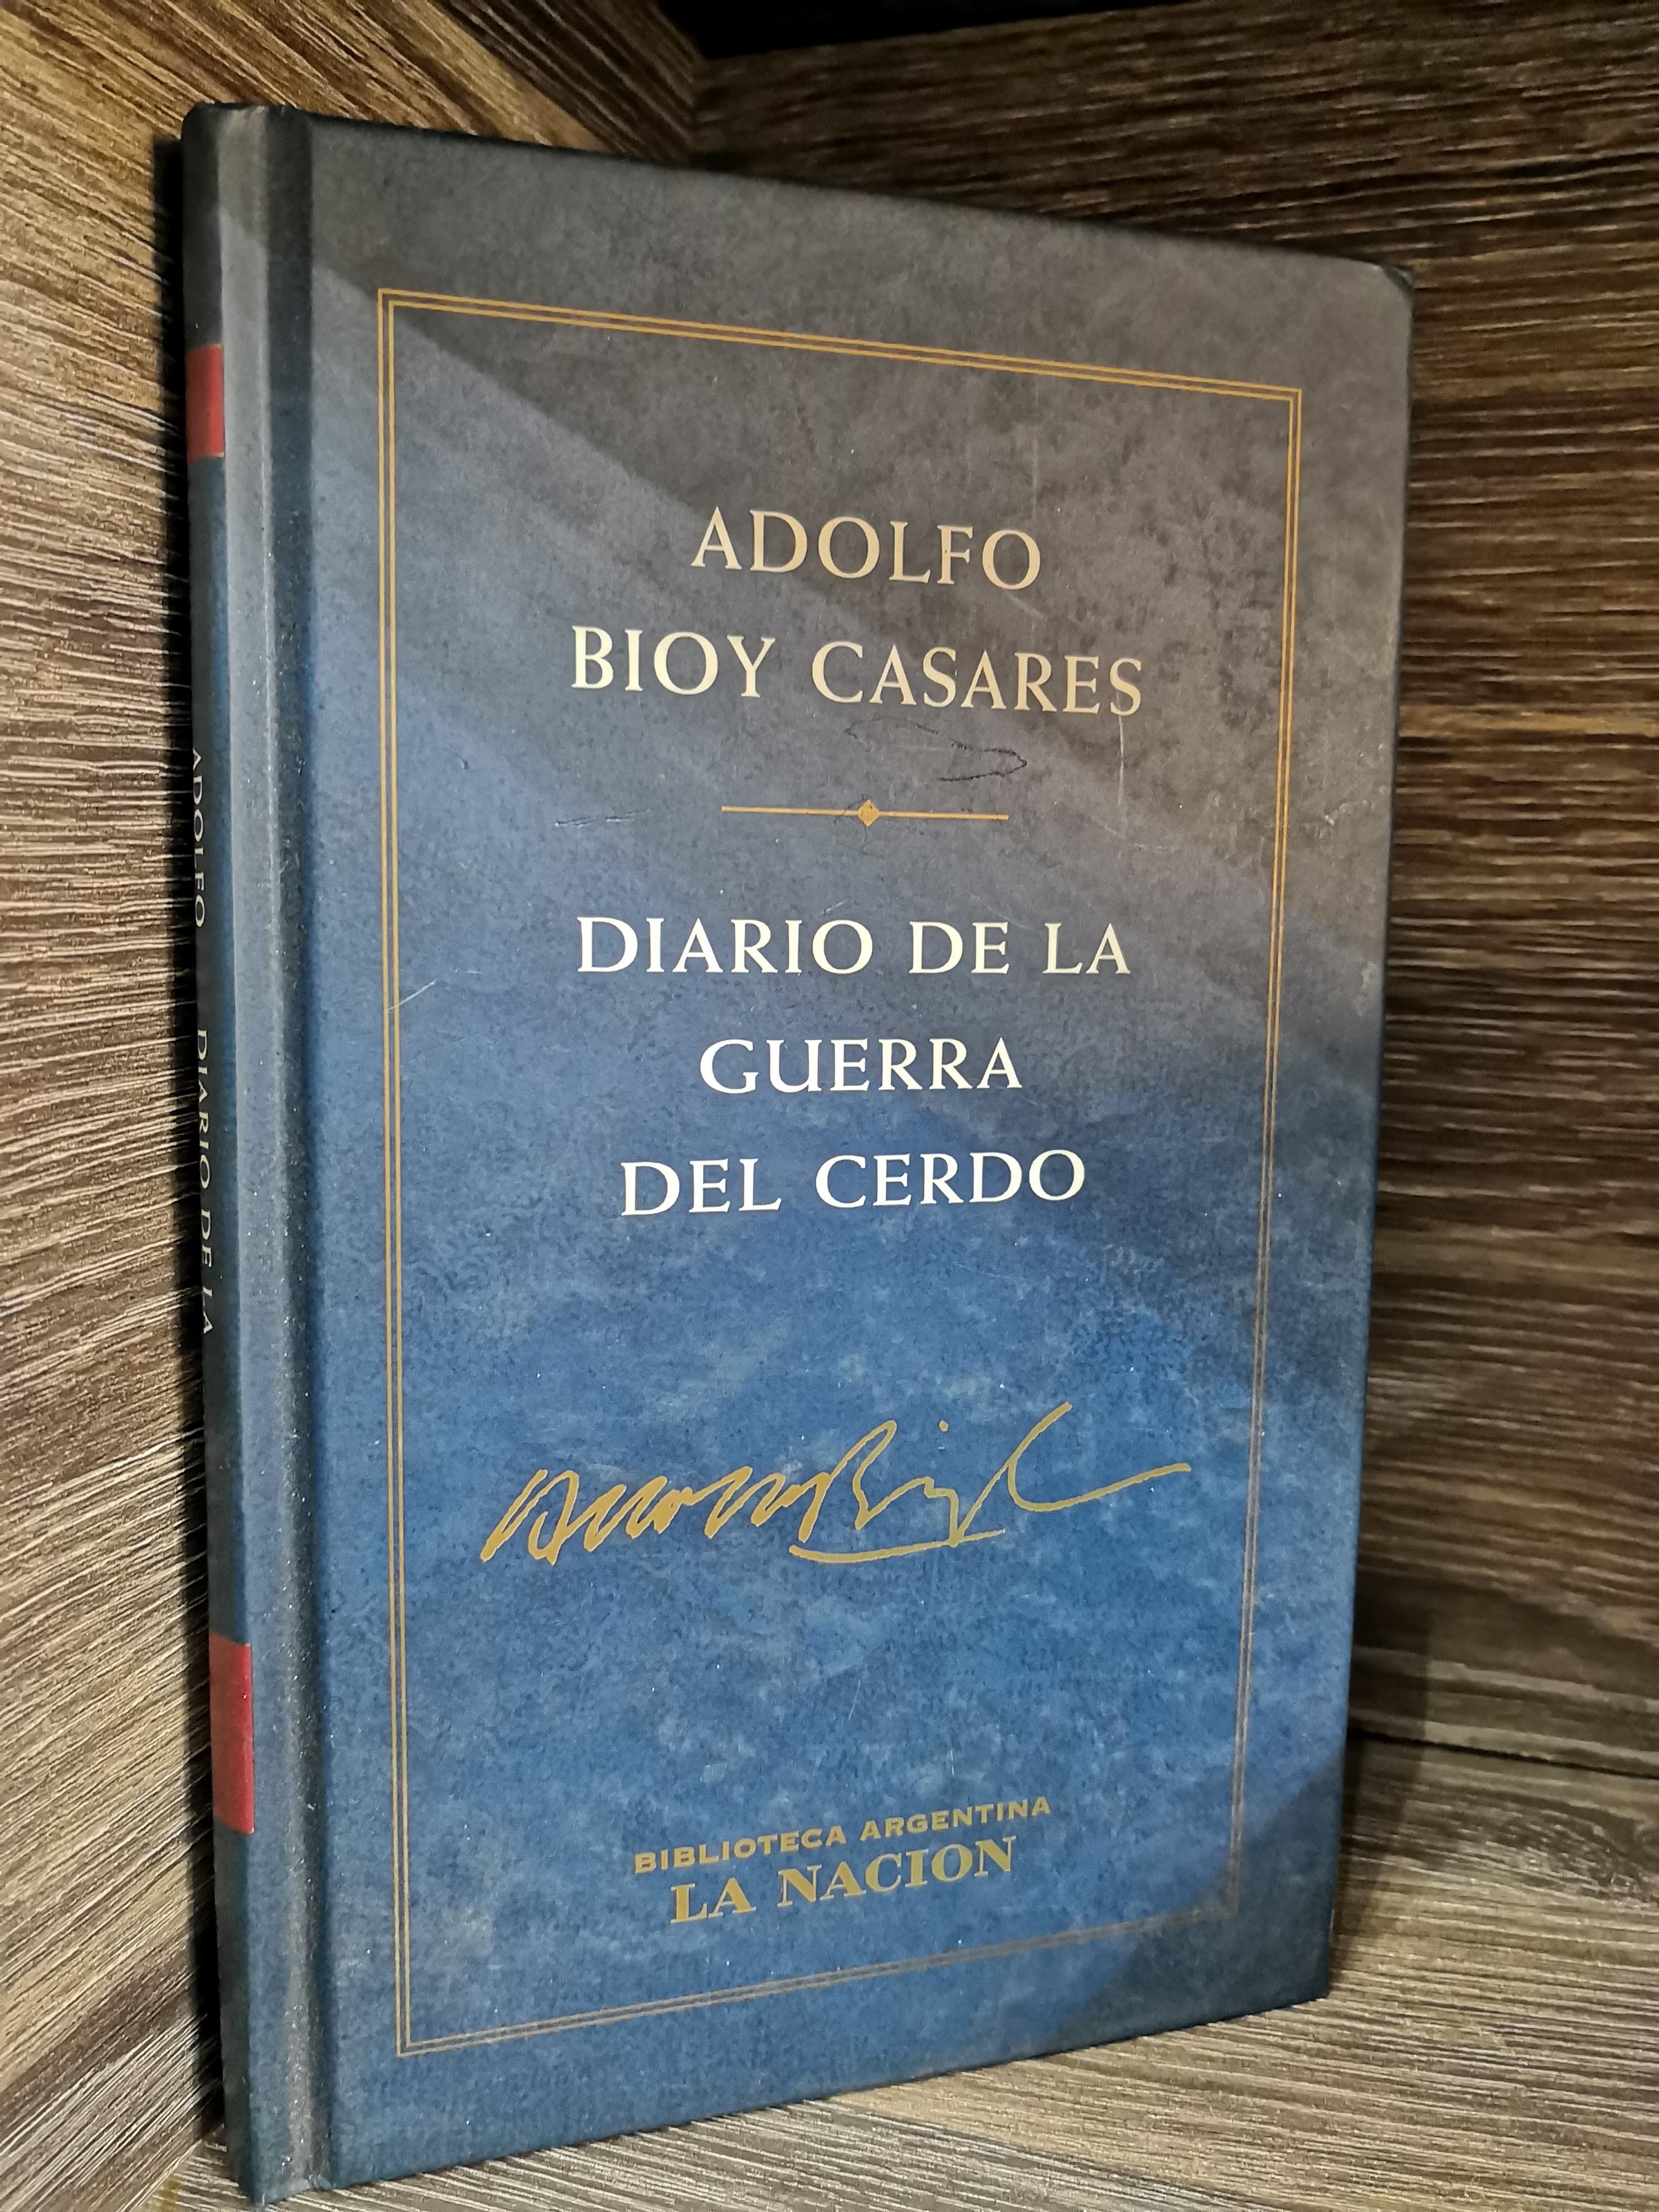 ADOLFO
BIOY CASARES
DIARIO DE LA
GUERRA
DEL CERDO
BIBLIOTECA ARGENTINA
LA NACION
ADOLFO DIARIO DE LA